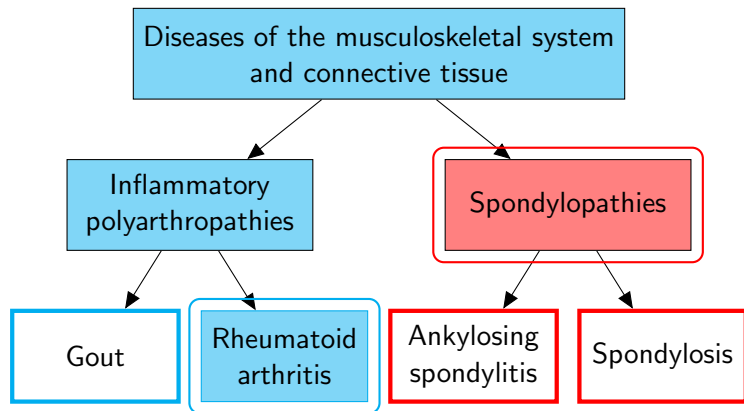 Diseases of the musculoskeletal system
and connective tissue
Inflammatory
polyarthropathies
Spondylopathies
Gout
Rheumatoid
arthritis
Ankylosing
spondylitis
Spondylosis